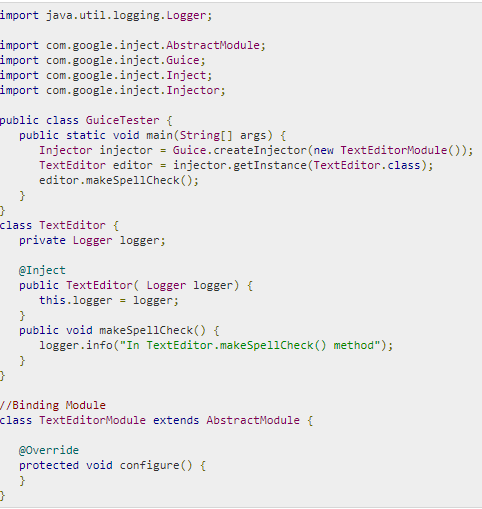 import java.util.logging.Logger;

import com.google.inject.AbstractModule;
import com.google.inject.Guice;
import com.google.inject.Inject;
import com.google.inject.Injector;

public class GuiceTester {
   public static void main(String[] args) {
      Injector injector = Guice.createInjector(new TextEditorModule());
      TextEditor editor = injector.getInstance(TextEditor.class);
      editor.makeSpellCheck();
   }
}
class TextEditor {
   private Logger logger;

   @Inject
   public TextEditor( Logger logger) {
      this.logger = logger;
   }
   public void makeSpellCheck() {
      logger.info("In TextEditor.makeSpellCheck() method");
   }
}

//Binding Module
class TextEditorModule extends AbstractModule {

   @Override
   protected void configure() {
   }
}